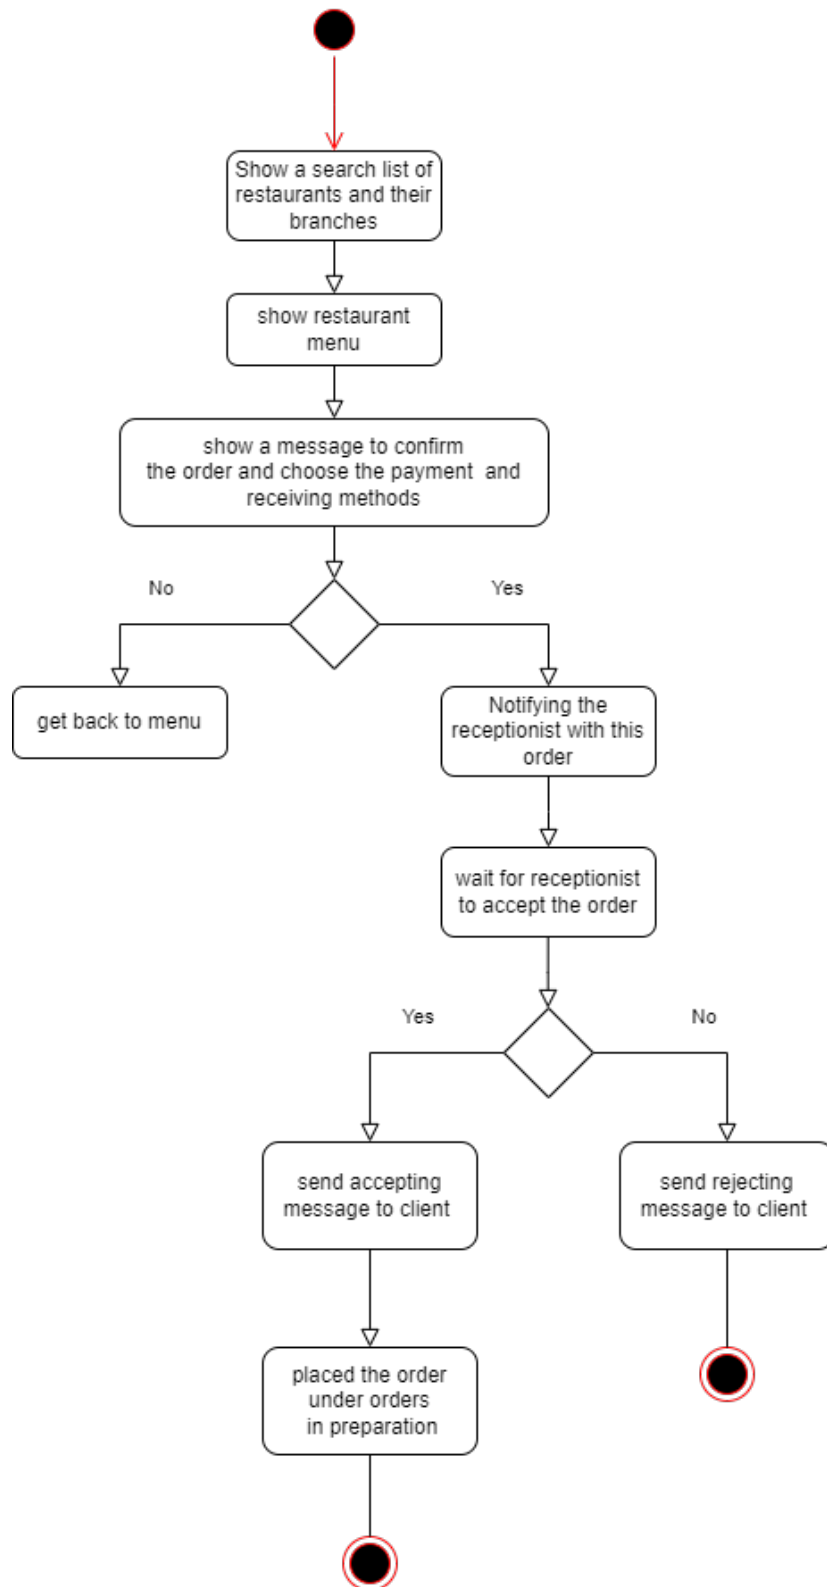 Show a search list of
restaurants and their
branches
show restaurant
menu
show a message to confirm
the order and choose the payment and
receiving methods
No
Yes
get back to menu
Notifying the
receptionist with this
order
wait for receptionist
to accept the order
Yes
No
send accepting
message to client
send rejecting
message to client
placed the order
under orders
in preparation